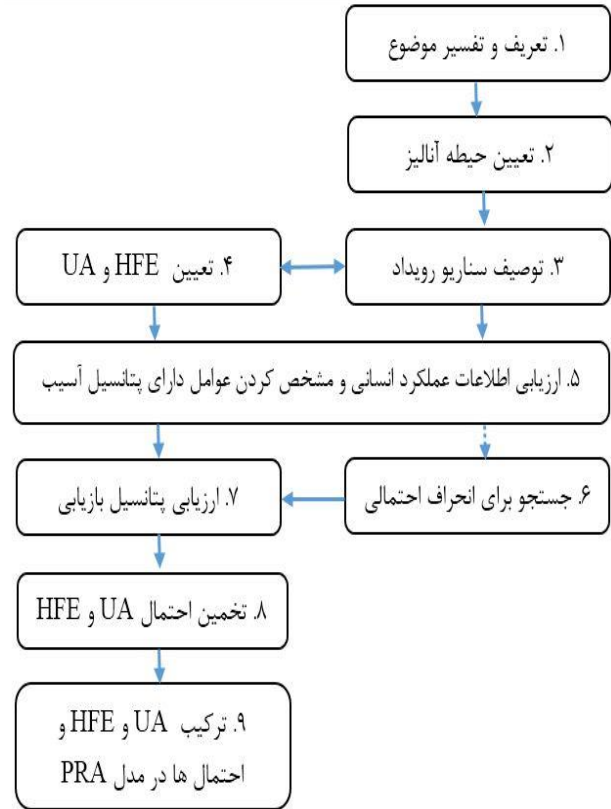 ۱. تعریف و تفسیر موضوع
۲. تعیین حیطه آنالیز
۳. توصیف سناریو رویداد
۴. تعیین HFE و UA
۵. ارزیابی اطلاعات عملکرد انسانی و مشخص کردن عوامل دارای پتانسیل آسیب
۶. جستجو برای انحراف احتمالی
۷. ارزیابی پتانسیل بازیابی
۸. تخمین احتمال UA و HFE
۹. ترکیب UA و HFE و
احتمال ها در مدل PRA